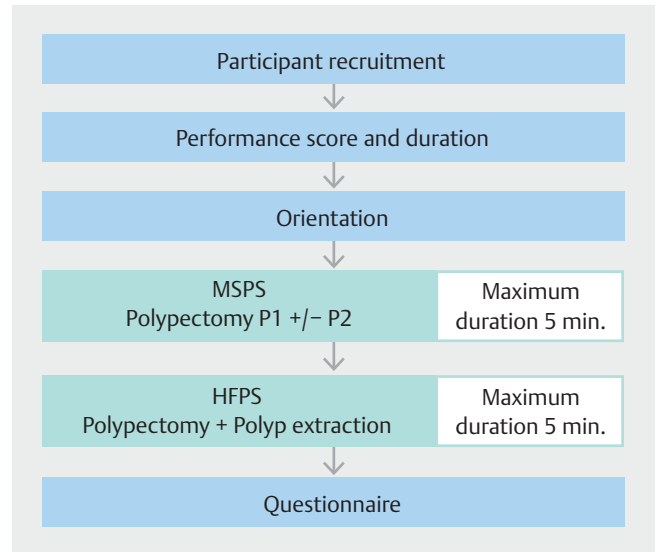 Participant recruitment
Performance score and duration
Orientation
MSPS
Polypectomy P1 +/− P2
Maximum
duration 5 min.
HFPS
Polypectomy + Polyp extraction
Maximum
duration 5 min.
Questionnaire